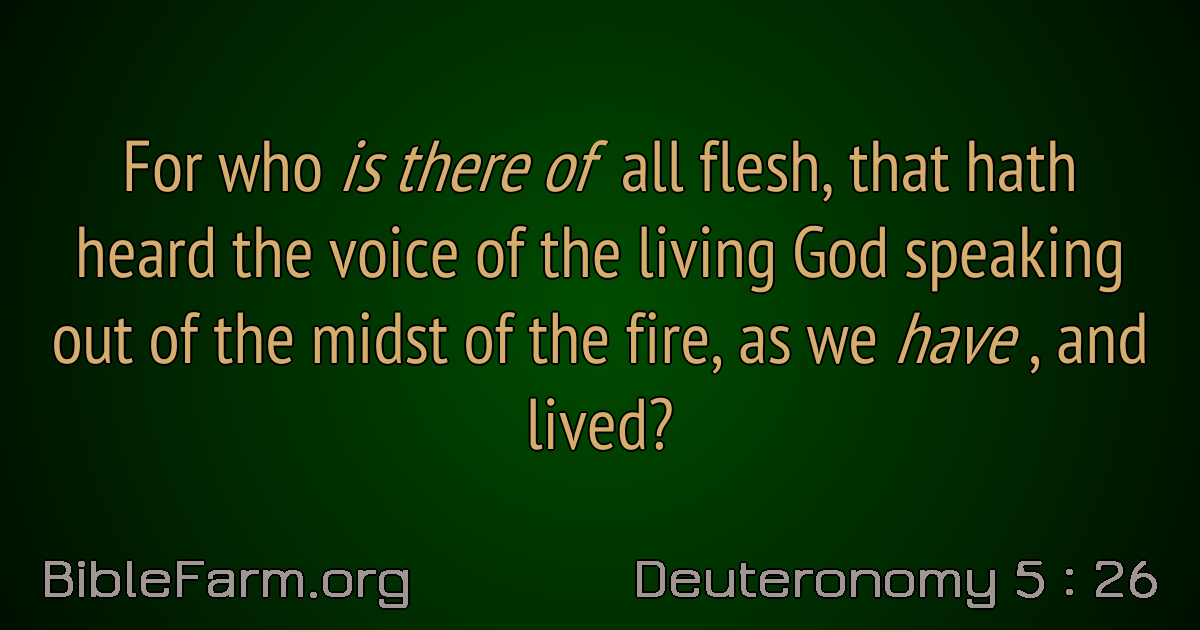 For who is there of all flesh, that hath
heard the voice of the living God speaking
out of the midst of the fire, as we have , and
lived?
BibleFarm.org
Deuteronomy 5 : 26